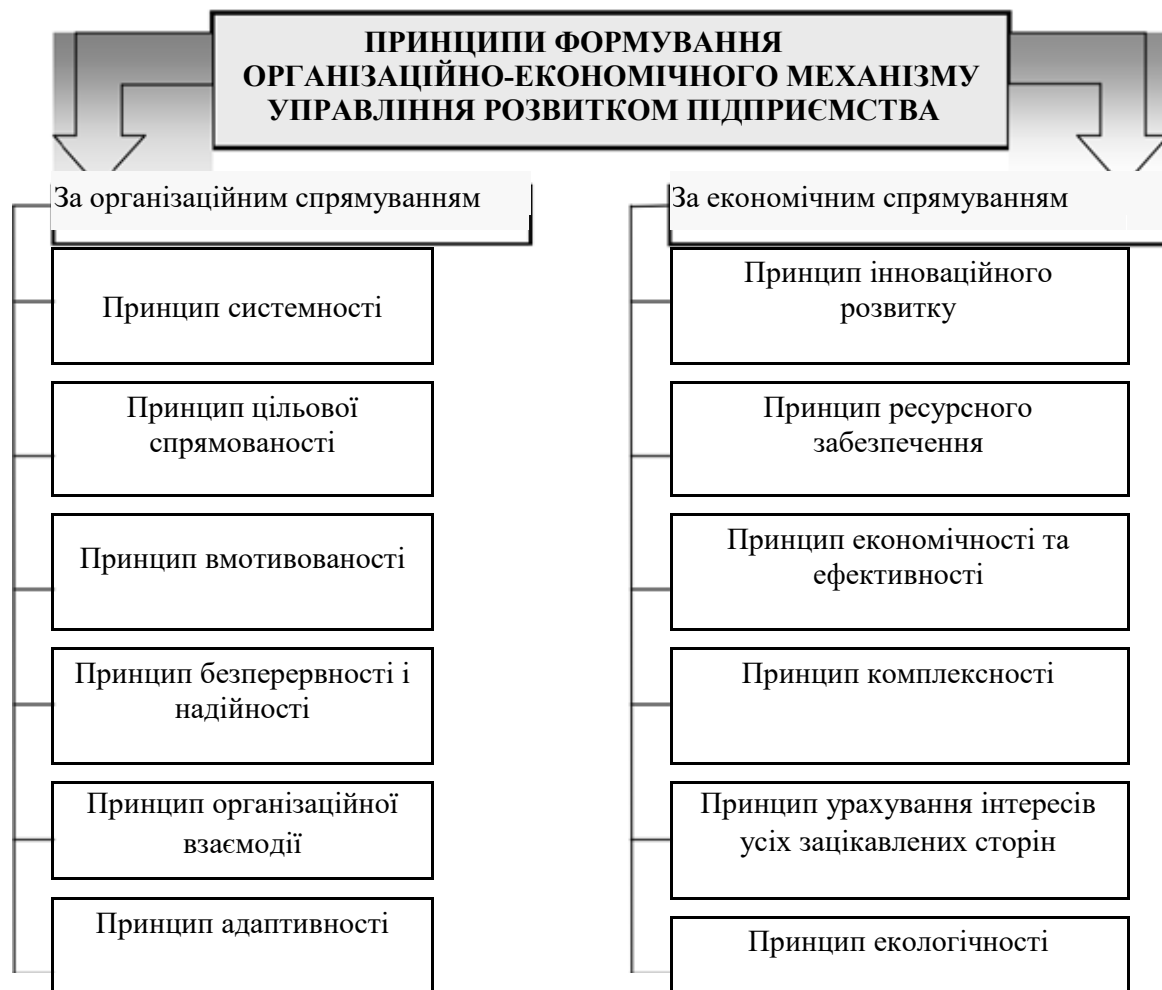 ПРИНЦИПИ ФОРМУВАННЯ
ОРГАНІЗАЦІЙНО-ЕКОНОМІЧНОГО МЕХАНІЗМУ
УПРАВЛІННЯ РОЗВИТКОМ ПІДПРИЄМСТВА
За організаційним спрямуванням
Принцип системності
Принцип цільової
спрямованості
Принцип вмотивованості
Принцип безперервності і
надійності
Принцип організаційної
взаємодії
Принцип адаптивності
За економічним спрямуванням
Принцип інноваційного
розвитку
Принцип ресурсного
забезпечення
Принцип економічності та
ефективності
Принцип комплексності
Принцип урахування інтересів
усіх зацікавлених сторін
Принцип екологічності